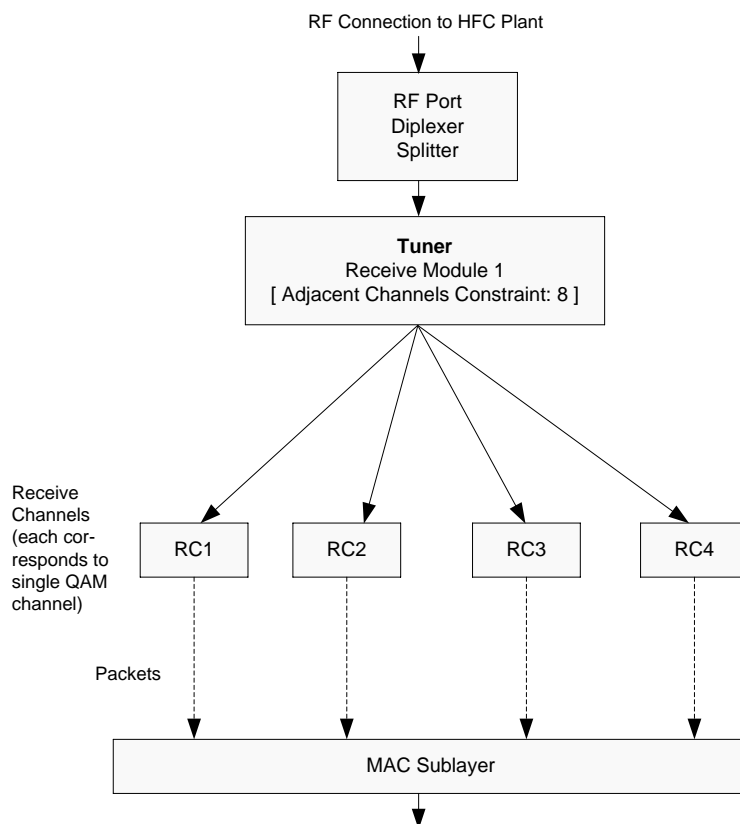 RF Connection to HFC Plant
RF Port
Diplexer
Splitter
Tuner
Receive Module 1
[ Adjacent Channels Constraint: 8 ]
Receive
Channels
(each cor-
responds to
single QAM
channel)
RC1
RC2
RC3
RC4
Packets
MAC Sublayer